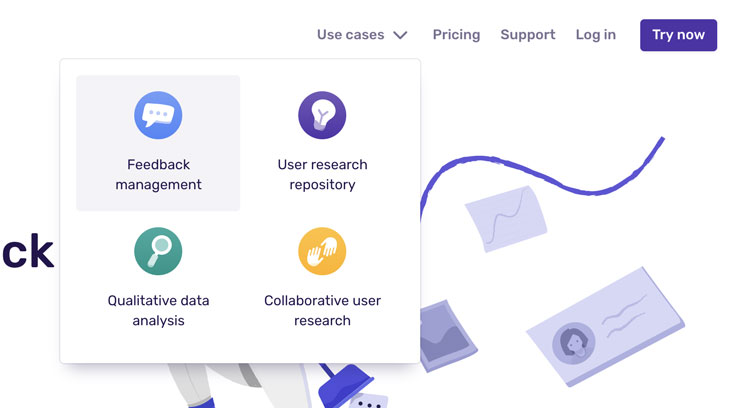 Use cases Pricing Support Log in Try now
Feedback
management
User research
repository
ck
Qualitative data
analysis
Collaborative user
research